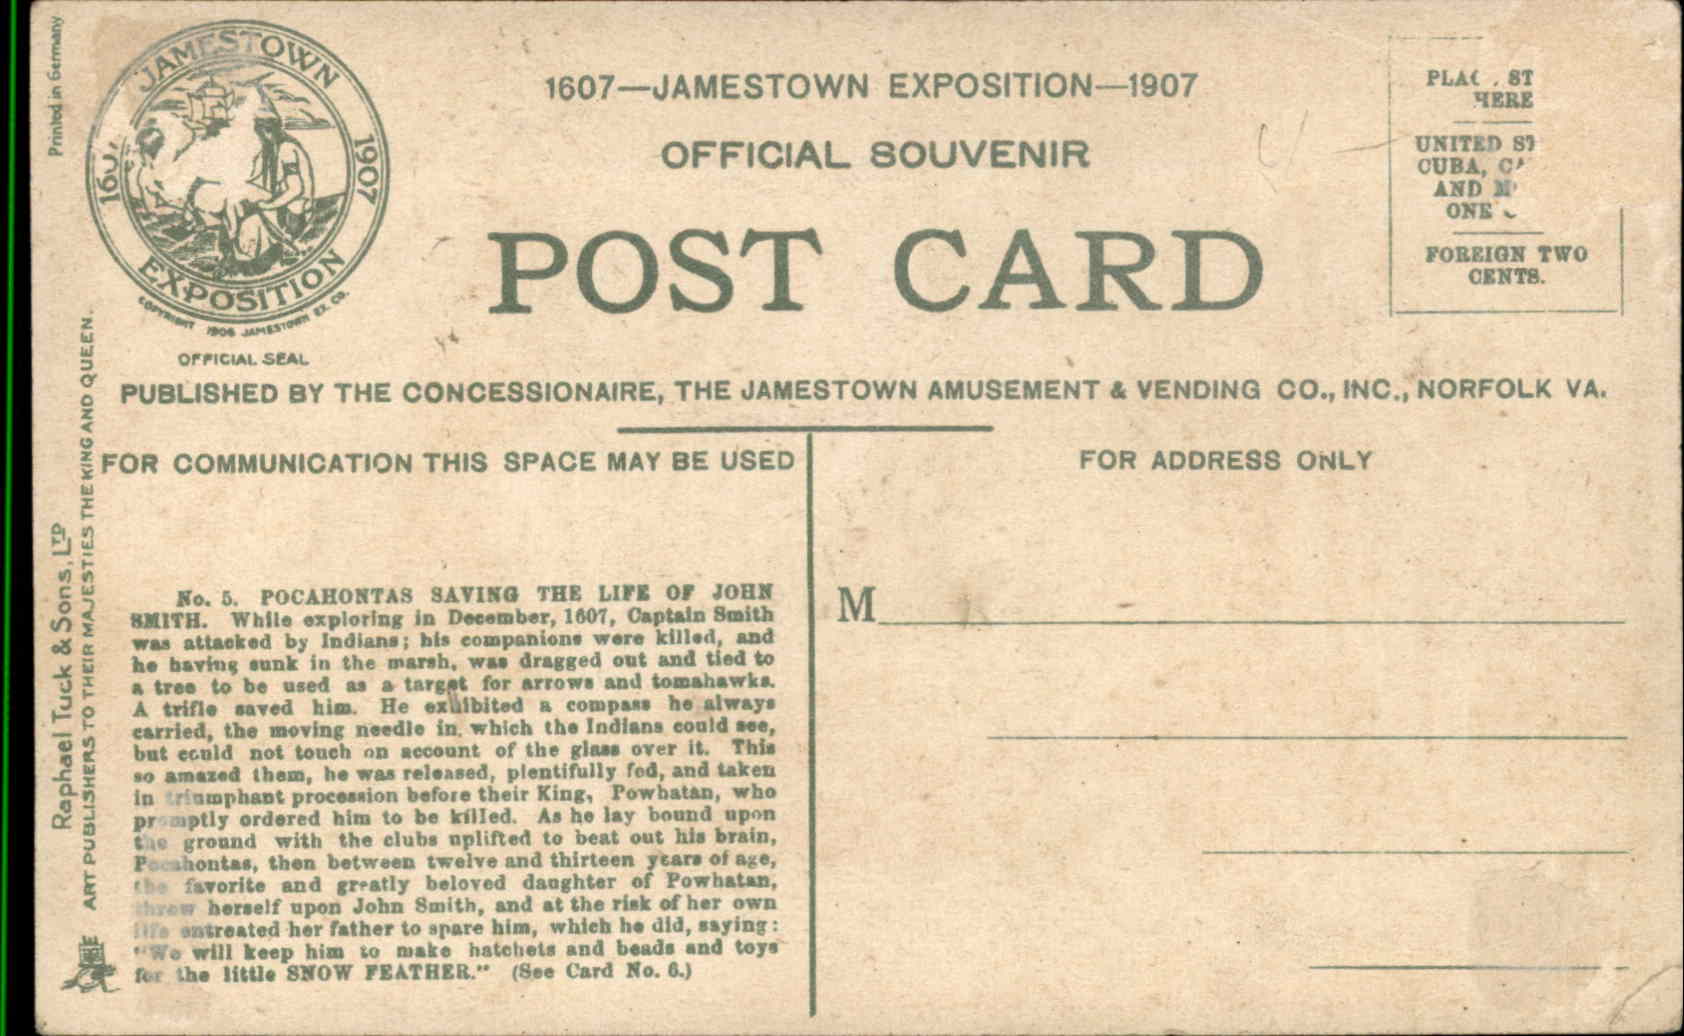 Printed in Germany
JAMESTOWN
1907
EXPOSITION
COPYRIGHT 1906 JAMESTOWN EX. CO.
OFFICIAL SEAL
1607—JAMESTOWN EXPOSITION—1907
OFFICIAL SOUVENIR
POST CARD
HERE
UNITED
CUBA,
AND
ONE
FOREIGN TWO
CENTS.
PUBLISHED BY THE CONCESSIONAIRE, THE JAMESTOWN AMUSEMENT & VENDING CO., INC., NORFOLK VA.
FOR COMMUNICATION THIS SPACE MAY BE USED
FOR ADDRESS ONLY
Raphael Tuck & Sons, LTD
ART PUBLISHERS TO THEIR MAJESTIES THE KING AND QUEEN.
No. 5. POCAHONTAS SAVING THE LIFE OF JOHN
SMITH. While exploring in December, 1607, Captain Smith
was attacked by Indians; his companions were killed, and
he having sunk in the marsh, was dragged out and tied to
a tree to be used as a target for arrows and tomahawks.
A trifle saved him. He exhibited a compass he always
carried, the moving needle in which the Indians could see,
but could not touch on account of the glass over it. This
so amazed them, he was released, plentifully fed, and taken
in triumphant procession before their King, Powhatan, who
promptly ordered him to be killed. As he lay bound upon
the ground with the clubs uplifted to beat out his brain,
Pocahontas, then between twelve and thirteen years of age,
the favorite and greatly beloved daughter of Powhatan,
threw herself upon John Smith, and at the risk of her own
life entreated her father to spare him, which he did, saying:
"We will keep him to make hatchets and beads and toys
for the little SNOW FEATHER." (See Card No. 6.)
M